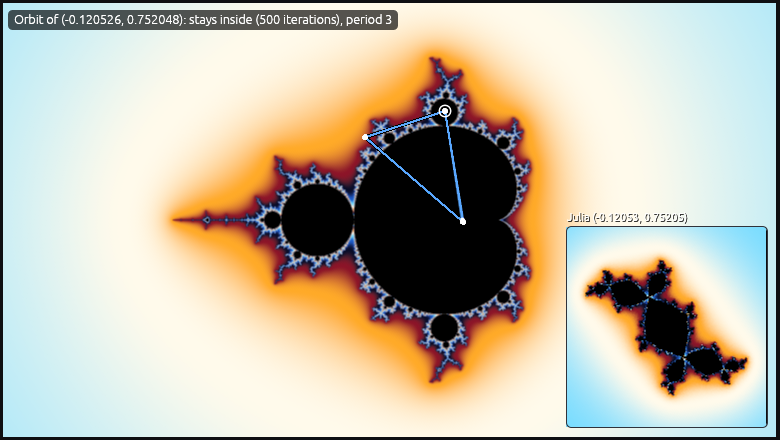 Orbit of (-0.120526, 0.752048): stays inside (500 iterations), period 3
Julia (-0.12053, 0.75205)